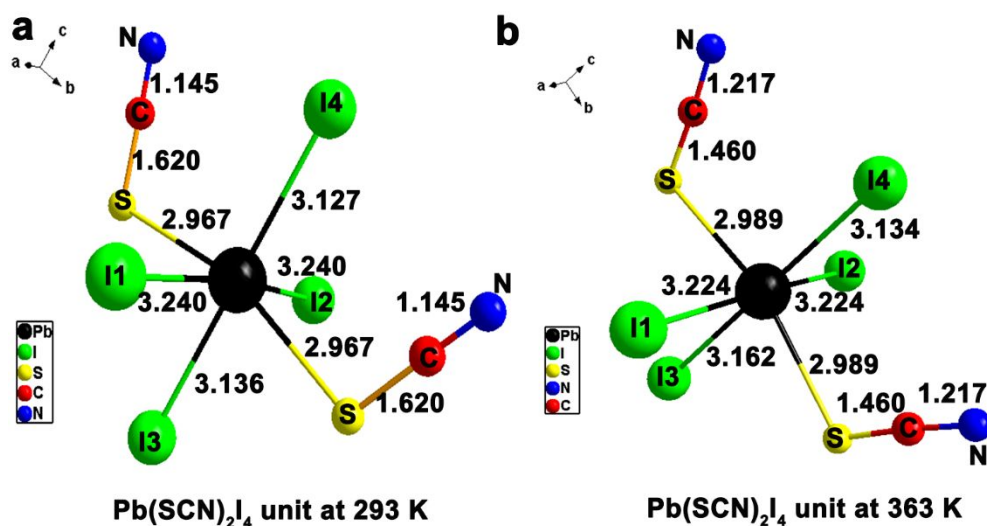 a
c
a
b
N
1.145
C
1.620
S
2.967
I4
3.127
I1
3.240
3.240
I2
N
1.145
C
2.967
1.620
S
3.136
I3
Pb
I
S
C
N
Pb(SCN)₂I₄ unit at 293 K
b
c
a
b
N
1.217
C
1.460
S
2.989
I4
3.134
I2
3.224
3.224
I1
3.162
I3
2.989
1.460
1.217
S
C
N
Pb
I
S
N
C
Pb(SCN)₂I₄ unit at 363 K